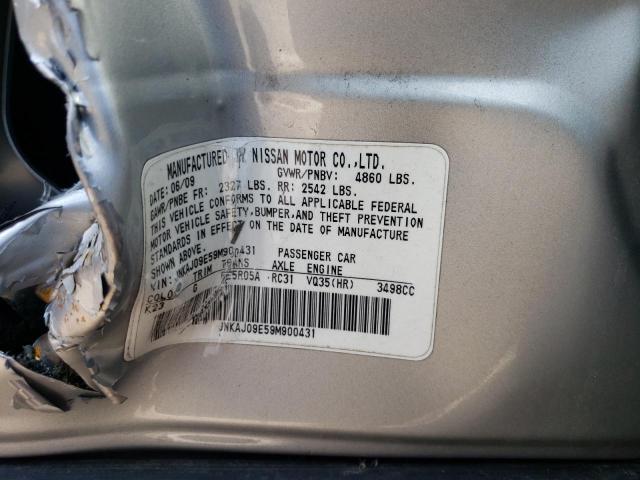 MANUFACTURED BY NISSAN MOTOR CO.,LTD.
DATE: 06/09 GVWR/PNBV: 4860 LBS.
GAWR/PNBE FR: 2327 LBS. RR: 2542 LBS.
THIS VEHICLE CONFORMS TO ALL APPLICABLE FEDERAL
MOTOR VEHICLE SAFETY,BUMPER,AND THEFT PREVENTION
STANDARDS IN EFFECT ON THE DATE OF MANUFACTURE
SHOWN ABOVE.
VIN: JNKAJ09E59M900431 PASSENGER CAR
COLOR TRIM TRANS AXLE ENGINE
K23 G RE5R05A RC31 VQ35(HR) 3498CC
JNKAJ09E59M900431